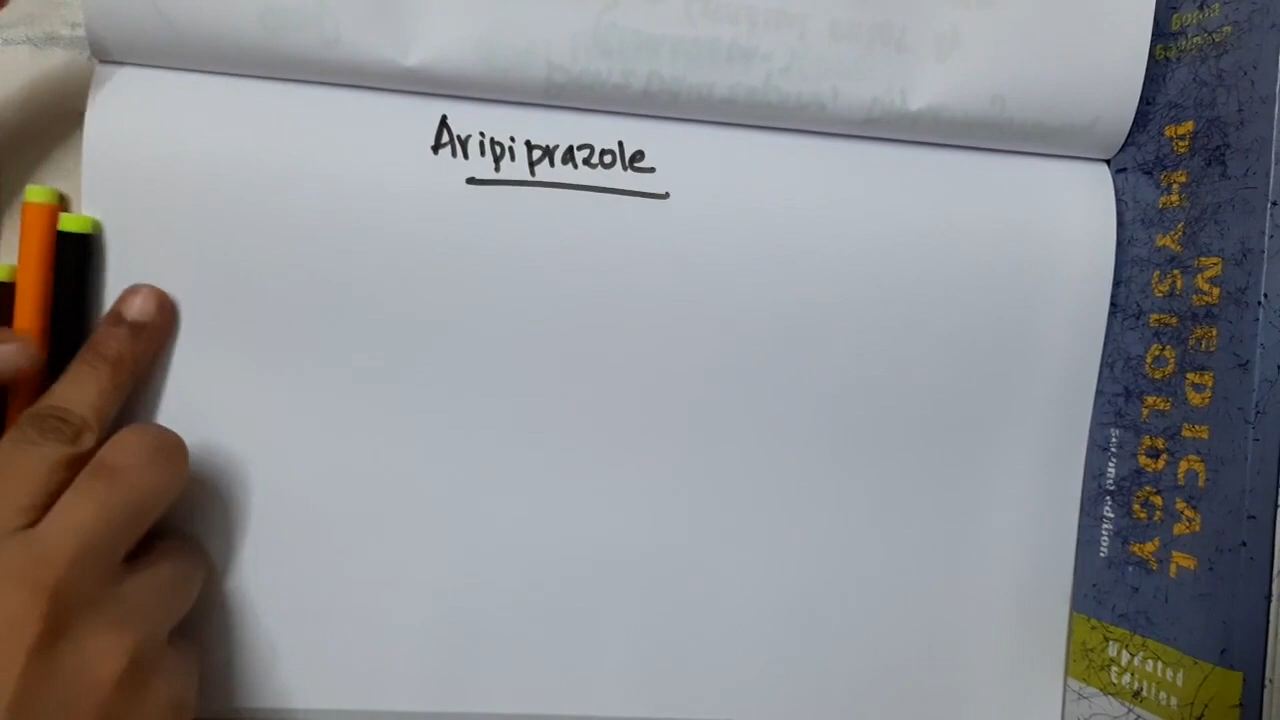 Aripiprazole
MEDICAL
PHYSIOLOGY
second edition
Updated
Edition